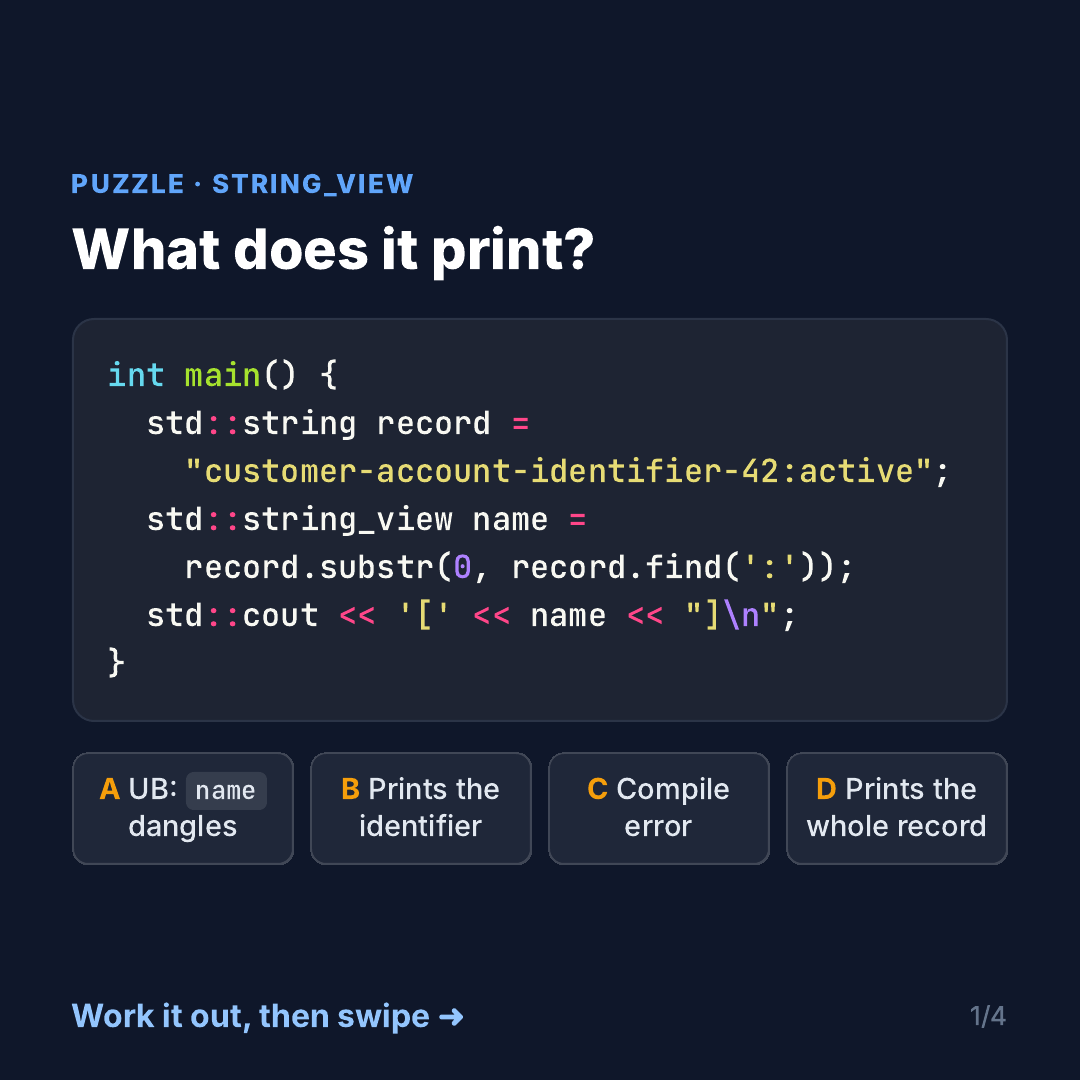 PUZZLE · STRING_VIEW
What does it print?
int main() {
  std::string record =
    "customer-account-identifier-42:active";
  std::string_view name =
    record.substr(0, record.find(':'));
  std::cout << '[' << name << "]\n";
}
A UB: name
dangles
B Prints the
identifier
C Compile
error
D Prints the
whole record
Work it out, then swipe ➜
1/4